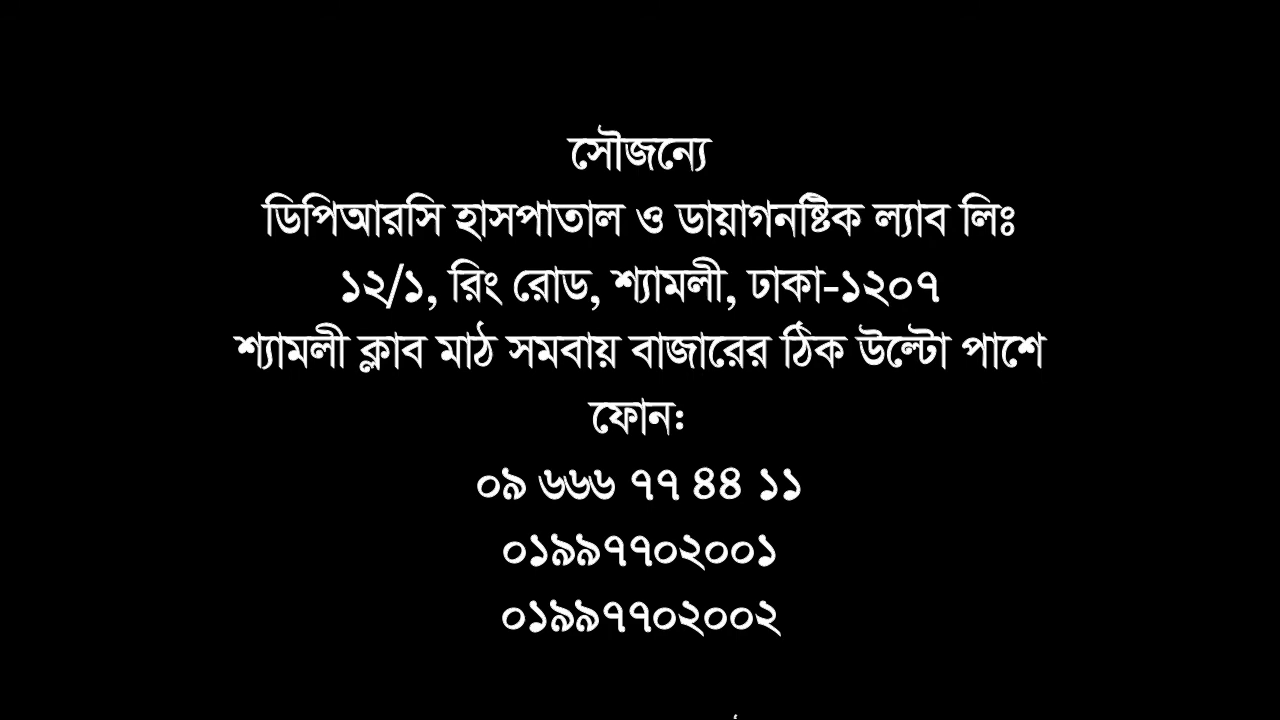 সৌজন্যে
ডিপিআরসি হাসপাতাল ও ডায়াগনষ্টিক ল্যাব লিঃ
১২/১, রিং রোড, শ্যামলী, ঢাকা-১২০৭
শ্যামলী ক্লাব মাঠ সমবায় বাজারের ঠিক উল্টো পাশে
ফোন:
০৯ ৬৬৬ ৭৭ ৪৪ ১১
০১৯৯৭৭০২০০১
০১৯৯৭৭০২০০২